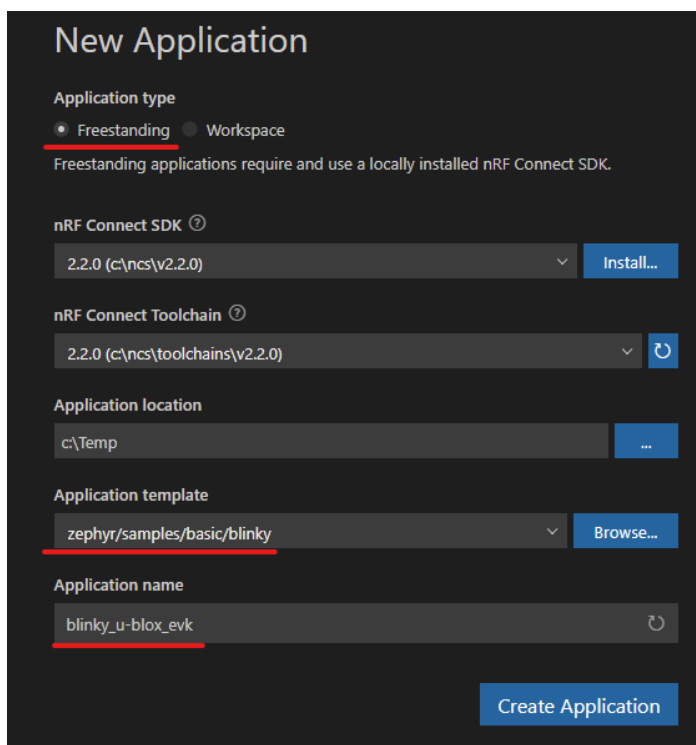 New Application
Application type
Freestanding Workspace
Freestanding applications require and use a locally installed nRF Connect SDK.
nRF Connect SDK ?
2.2.0 (c:\ncs\v2.2.0) Install...
nRF Connect Toolchain ?
2.2.0 (c:\ncs\toolchains\v2.2.0)
Application location
c:\Temp ...
Application template
zephyr/samples/basic/blinky Browse...
Application name
blinky_u-blox_evk
Create Application